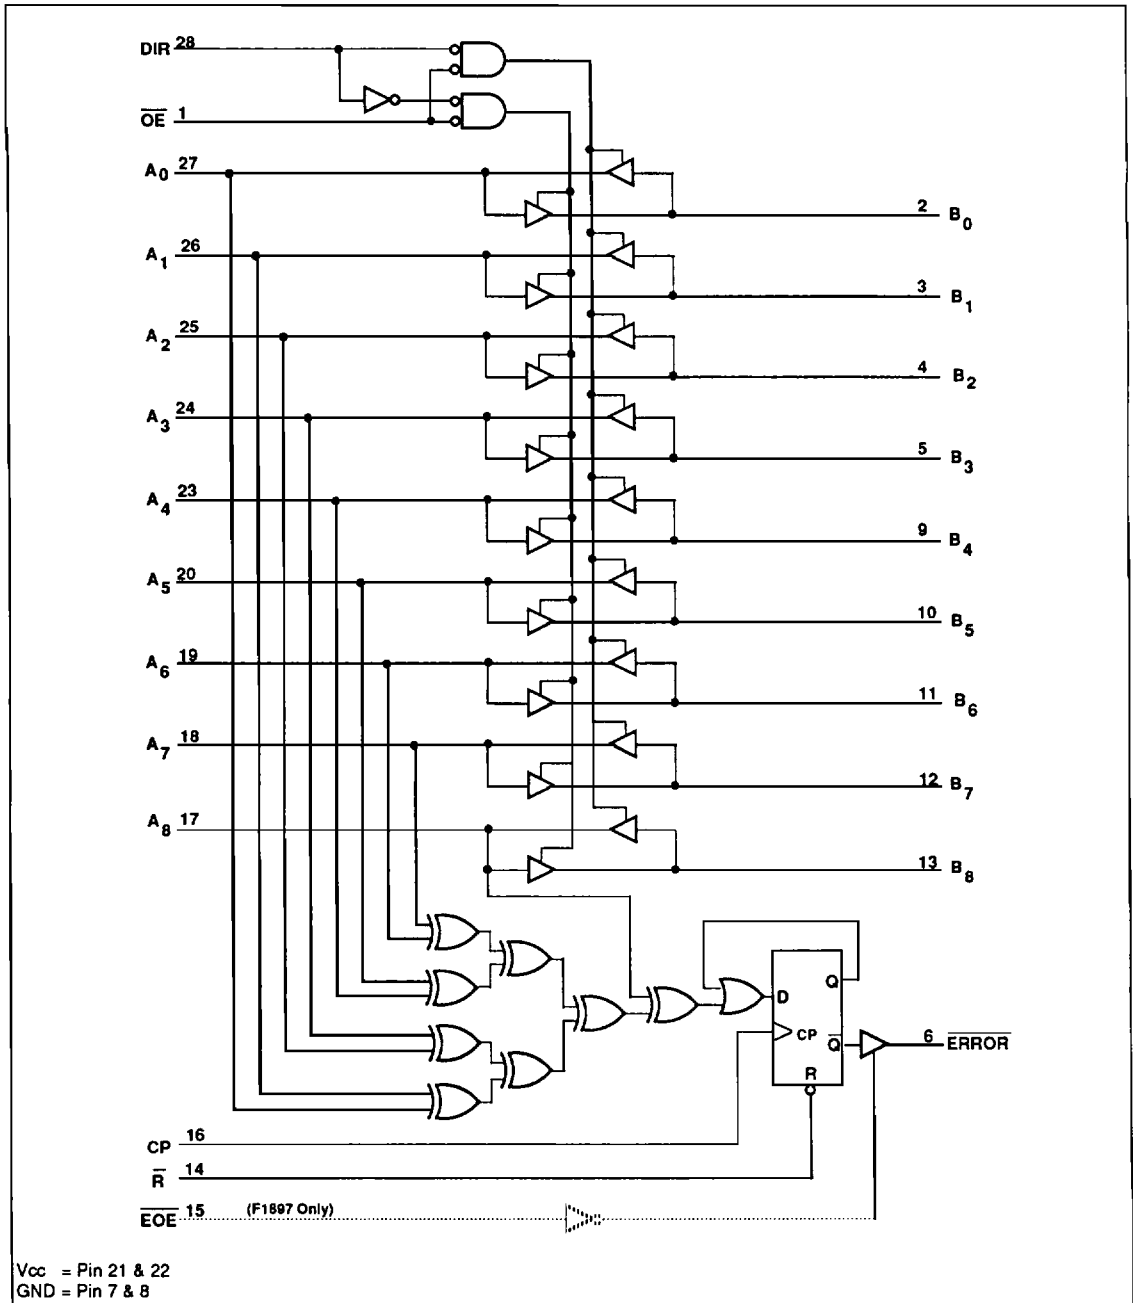 DIR 28
OE 1
A0 27
2 B0
A1 26
3 B1
A2 25
4 B2
A3 24
5 B3
A4 23
9 B4
A5 20
10 B5
A6 19
11 B6
A7 18
12 B7
A8 17
13 B8
Q
D
CP
Q
6 ERROR
R
CP 16
R 14
EOE 15 (F1897 Only)
Vcc = Pin 21 & 22
GND = Pin 7 & 8